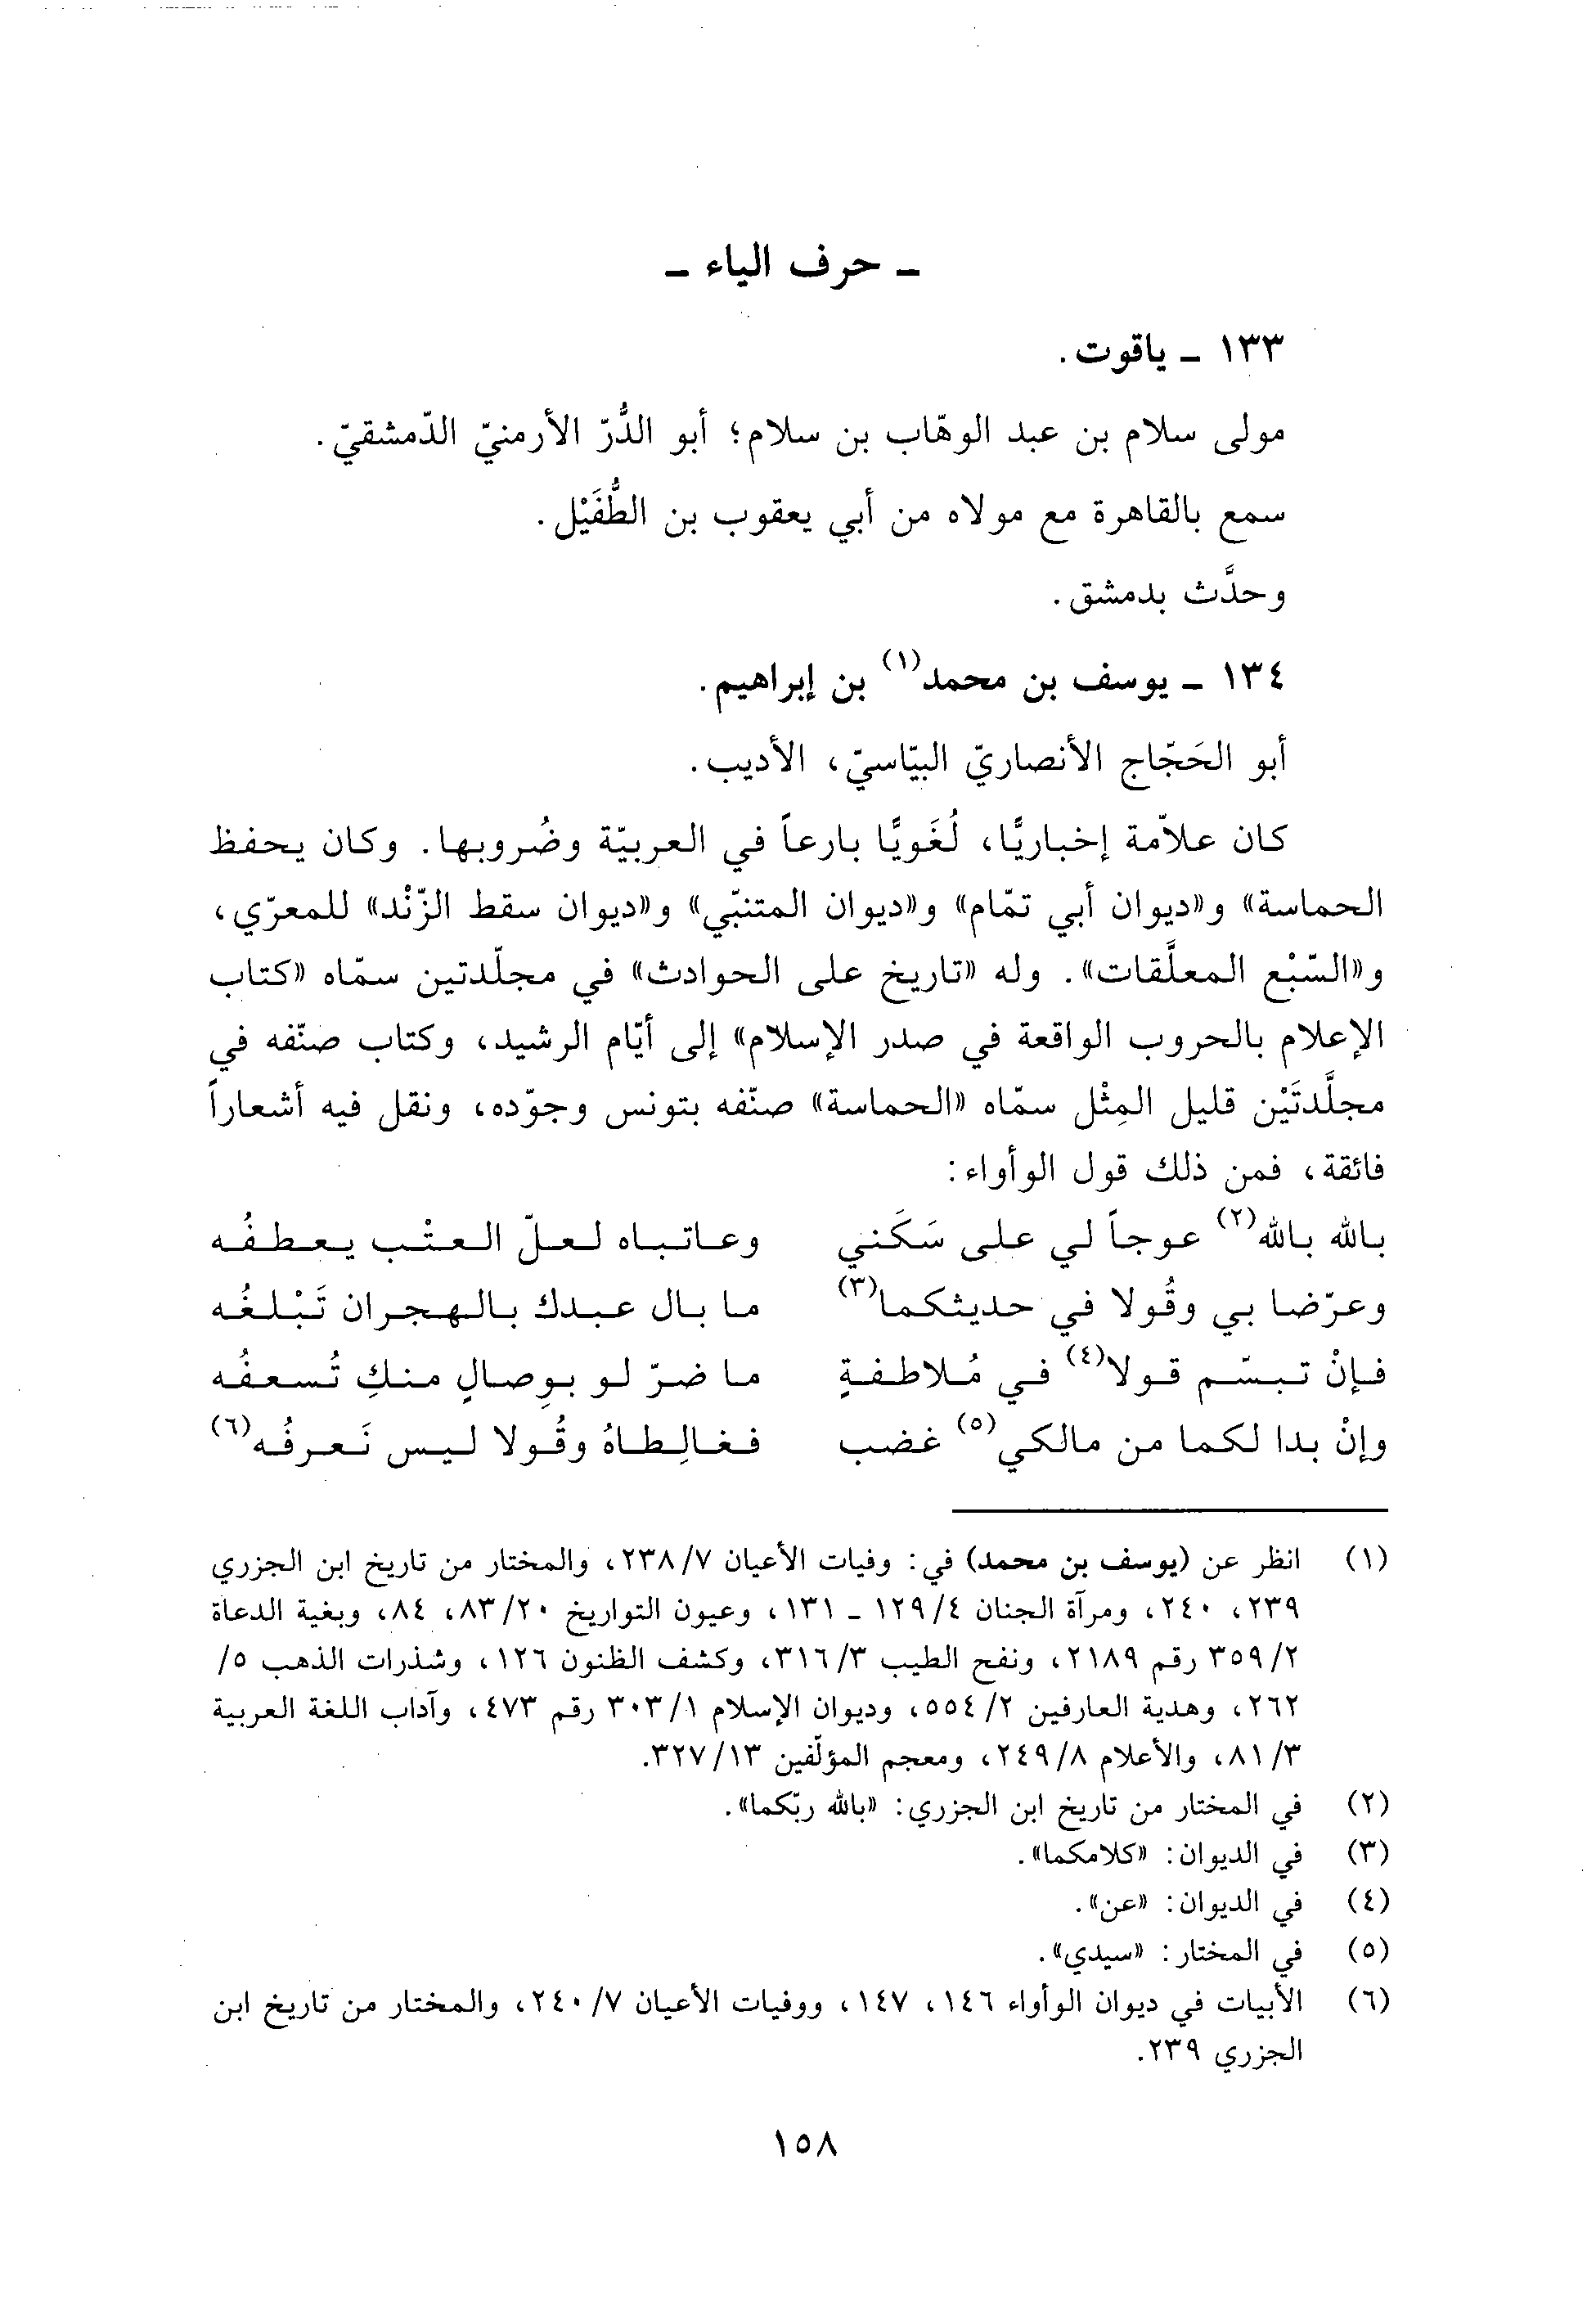 ـ حرف الياء ـ
١٣٣ ـ ياقوت.
مولى سلام بن عبد الوهّاب بن سلام؛ أبو الدُّرّ الأرمنيّ الدّمشقيّ.
سمع بالقاهرة مع مولاه من أبي يعقوب بن الطُّفَيْل.
وحدَّث بدمشق.
١٣٤ ـ يوسف بن محمد(١) بن إبراهيم.
أبو الحَجّاج الأنصاريّ البيّاسيّ، الأديب.
كان علاّمة إخباريًّا، لُغَويًّا بارعاً في العربيّة وضُروبها. وكان يحفظ
الحماسة» و«ديوان أبي تمّام» و«ديوان المتنبّي» و«ديوان سقط الزّنْد» للمعرّي،
و«السّبْع المعلَّقات». وله «تاريخ على الحوادث» في مجلّدتين سمّاه «كتاب
الإعلام بالحروب الواقعة في صدر الإسلام» إلى أيّام الرشيد، وكتاب صنّفه في
مجلَّدتَيْن قليل المِثْل سمّاه «الحماسة» صنّفه بتونس وجوّده، ونقل فيه أشعاراً
فائقة، فمن ذلك قول الوأواء:
بالله بالله(٢) عوجاً لي على سَكَني وعاتباه لعلّ العتْب يعطفُه
وعرّضا بي وقُولا في حديثكما(٣) ما بال عبدك بالهجران تَبْلغُه
فإنْ تبسّم قولا(٤) في مُلاطفةٍ ما ضرّ لو بوِصالٍ منكِ تُسعفُه
وإنْ بدا لكما من مالكي(٥) غضب فغالِطاهُ وقُولا ليس نَعرفُه(٦)
(١) انظر عن (يوسف بن محمد) في: وفيات الأعيان ٢٣٨/٧، والمختار من تاريخ ابن الجزري
٢٣٩، ٢٤٠، ومرآة الجنان ١٢٩/٤ ـ ١٣١، وعيون التواريخ ٨٣/٢٠، ٨٤، وبغية الدعاة
٣٥٩/٢ رقم ٢١٨٩، ونفح الطيب ٣١٦/٣، وكشف الظنون ١٢٦، وشذرات الذهب ٥/
٢٦٢، وهدية العارفين ٥٥٤/٢، وديوان الإسلام ٣٠٣/١ رقم ٤٧٣، وآداب اللغة العربية
٨١/٣، والأعلام ٢٤٩/٨، ومعجم المؤلّفين ٣٢٧/١٣.
(٢) في المختار من تاريخ ابن الجزري: «بالله ربّكما».
(٣) في الديوان: «كلامكما».
(٤) في الديوان: «عن».
(٥) في المختار: «سيدي».
(٦) الأبيات في ديوان الوأواء ١٤٦، ١٤٧، ووفيات الأعيان ٢٤٠/٧، والمختار من تاريخ ابن
الجزري ٢٣٩.
١٥٨